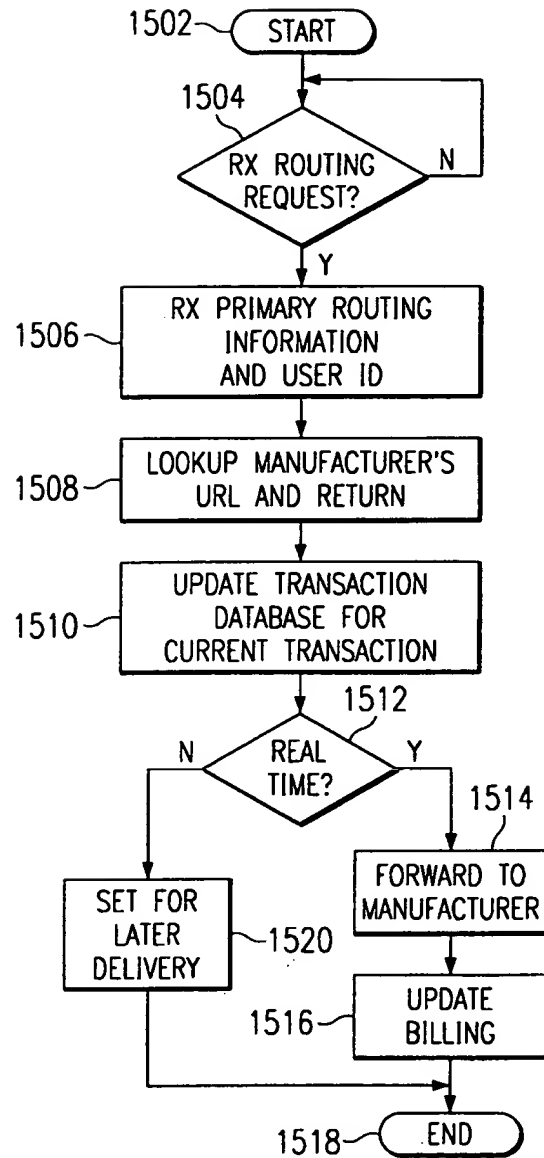 1502
START
1504
RX ROUTING
REQUEST?
N
Y
1506
RX PRIMARY ROUTING
INFORMATION
AND USER ID
1508
LOOKUP MANUFACTURER'S
URL AND RETURN
1510
UPDATE TRANSACTION
DATABASE FOR
CURRENT TRANSACTION
1512
N
REAL
TIME?
Y
1514
FORWARD TO
MANUFACTURER
SET FOR
LATER
DELIVERY
1520
1516
UPDATE
BILLING
1518
END